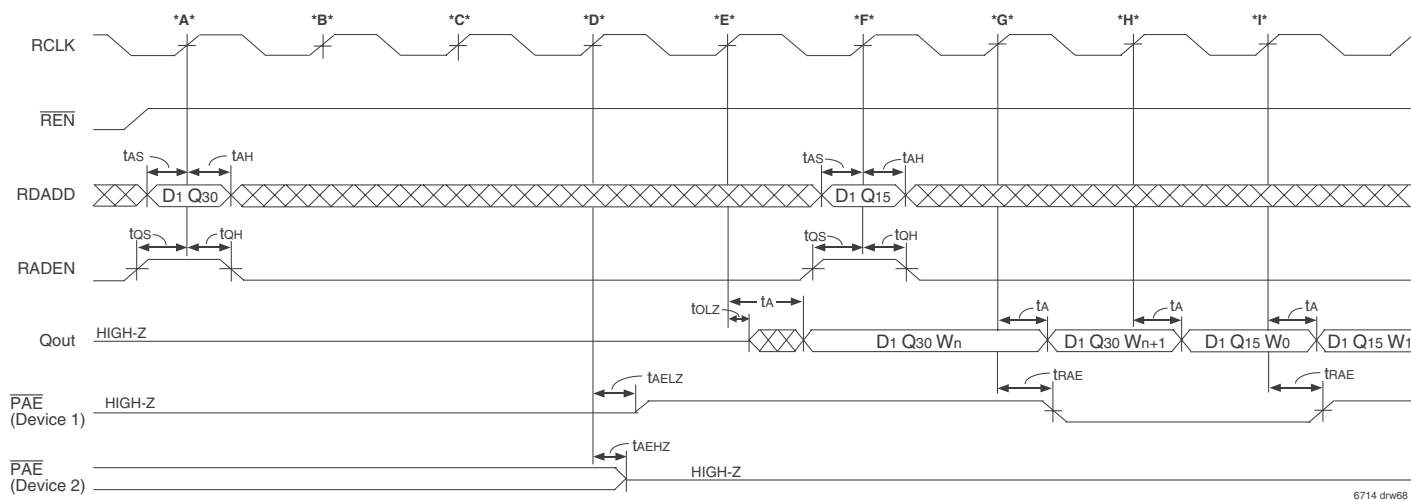 *A* *B* *C* *D* *E* *F* *G* *H* *I*
RCLK
REN
tAS tAH tAS tAH
RDADD D1 Q30 D1 Q15
tQS tQH tQS tQH
RADEN
tA tA tA tA
tOLZ
Qout HIGH-Z D1 Q30 Wn D1 Q30 Wn+1 D1 Q15 W0 D1 Q15 W1
tAELZ tRAE tRAE
PAE HIGH-Z
(Device 1)
tAEHZ
PAE HIGH-Z
(Device 2)
6714 drw68